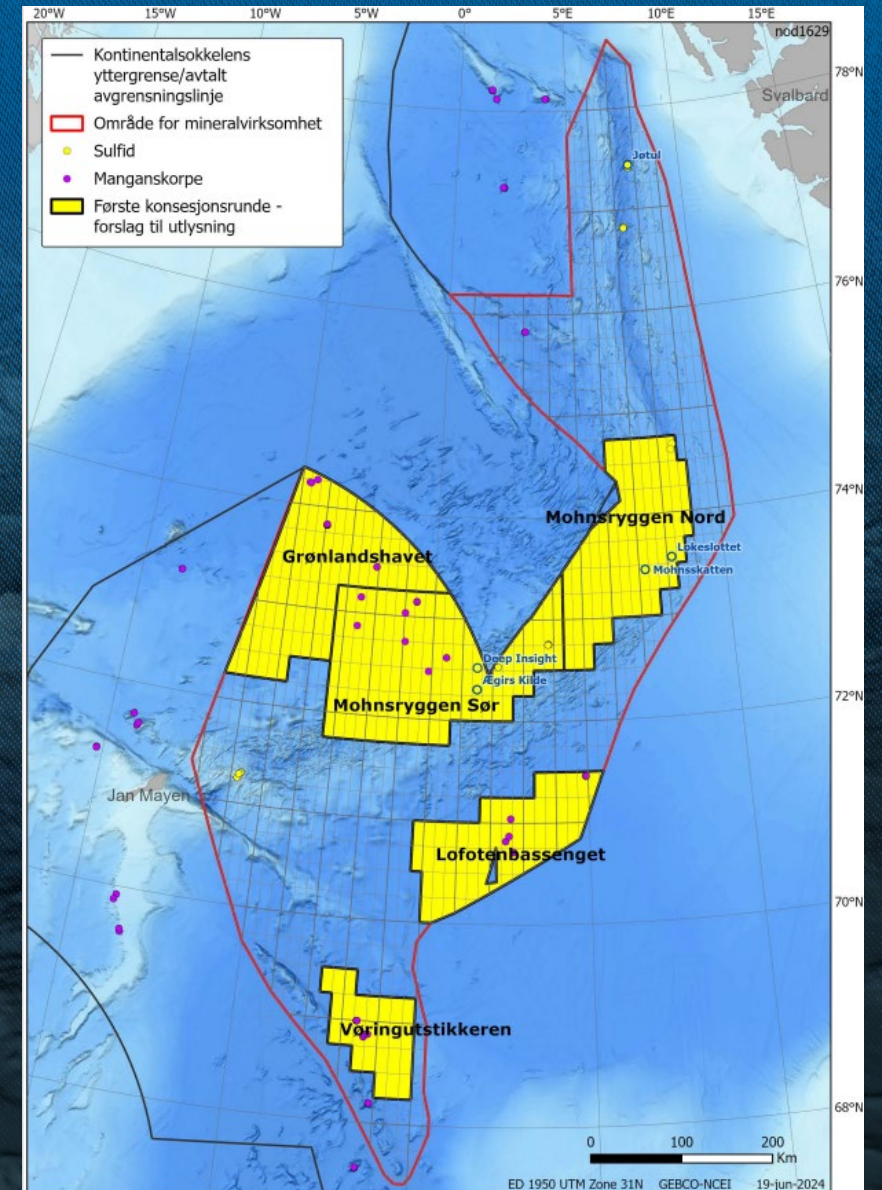 20°W 15°W 10°W 5°W 0° 5°E 10°E 15°E
nod1629
Kontinentalsokkelens
yttergrense/avtalt
avgrensningslinje
Område for mineralvirksomhet
Sulfid
Manganskorpe
Første konsesjonsrunde -
forslag til utlysning
78°N
Svalbard
Jøtul
76°N
74°N
Mohnsryggen Nord
Lokeslottet
Grønlandshavet
Mohnsskatten
Deep Insight
Ægirs Kilde
72°N
Mohnsryggen Sør
Jan Mayen
Lofotenbassenget
70°N
Vøringutstikkeren
68°N
0 100 200
Km
ED 1950 UTM Zone 31N GEBCO-NCEI 19-jun-2024